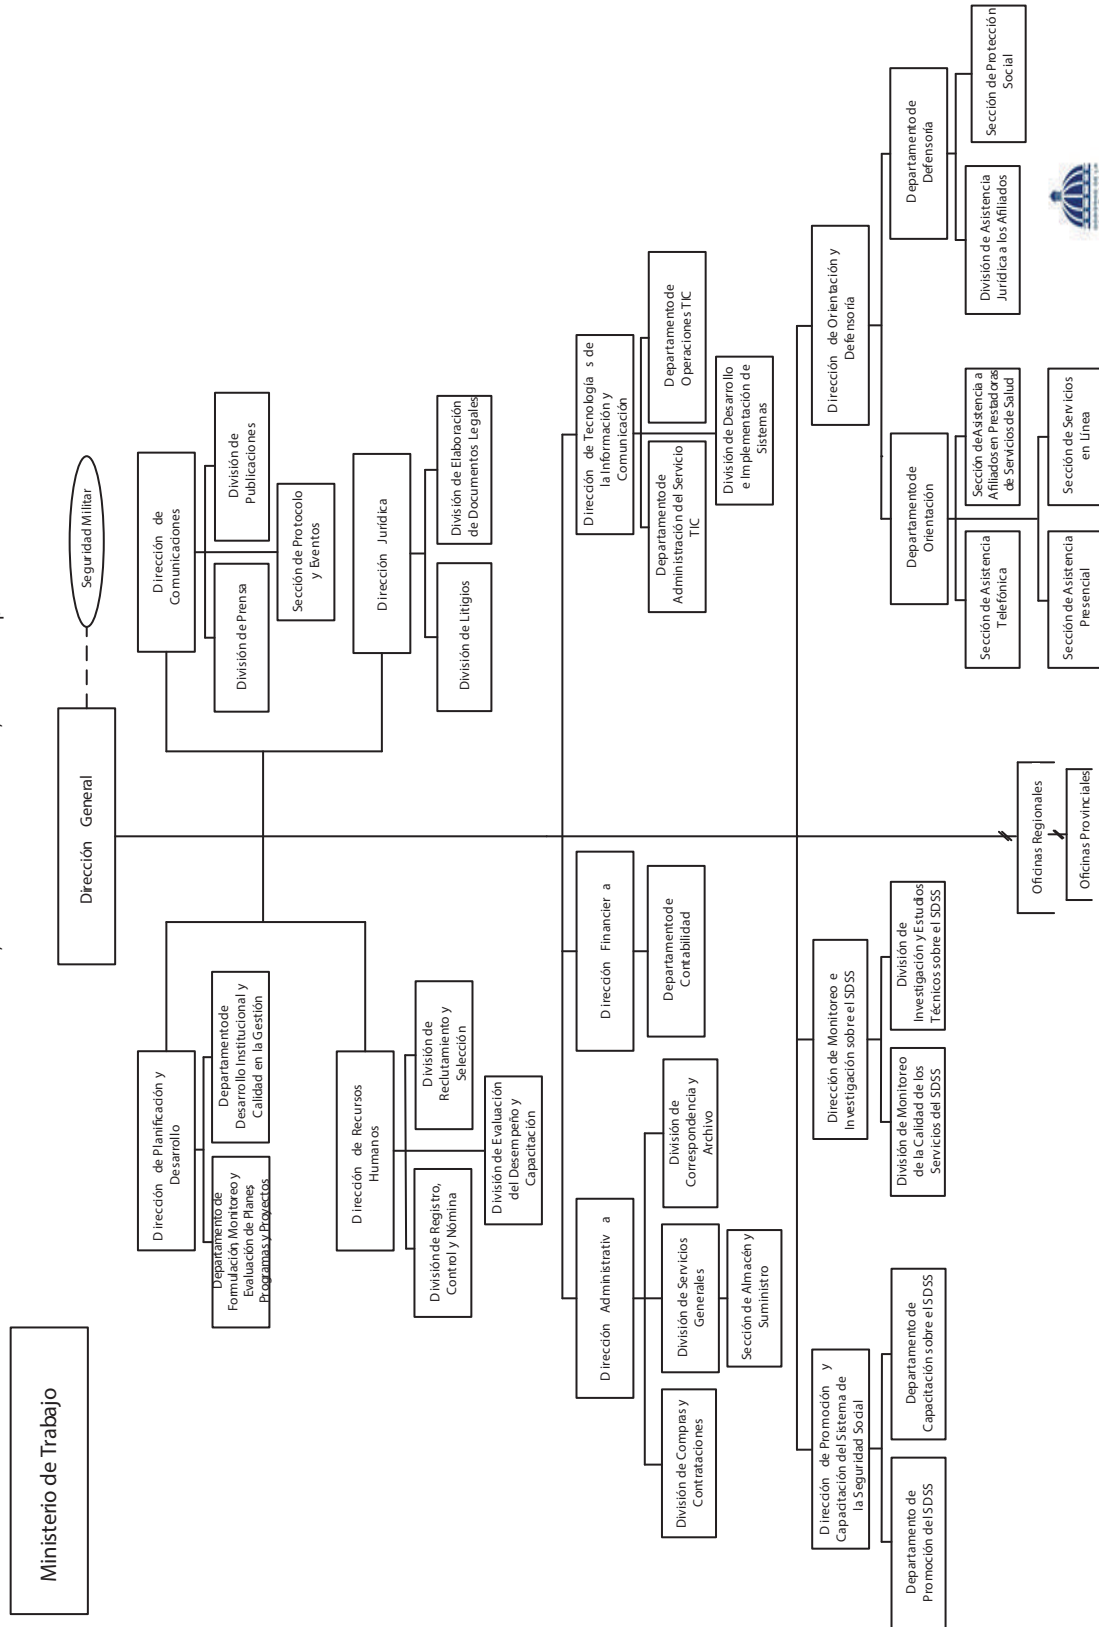 Ministerio de Trabajo
Dirección General
Seguridad Militar
Dirección de Planificación y
Desarrollo
Departamento de
Formulación, Monitoreo y
Evaluación de Planes,
Programas y Proyectos
Departamento de
Desarrollo Institucional y
Calidad en la Gestión
Dirección de
Comunicaciones
División de Prensa
División de
Publicaciones
Sección de Protocolo
y Eventos
Dirección de Recursos
Humanos
División de Registro,
Control y Nómina
División de
Reclutamiento y
Selección
División de Evaluación
del Desempeño y
Capacitación
Dirección Jurídica
División de Litigios
División de Elaboración
de Documentos Legales
Dirección Administrativ a
División de Compras y
Contrataciones
División de Servicios
Generales
División de
Correspondencia y
Archivo
Sección de Almacén y
Suministro
Dirección Financier a
Departamento de
Contabilidad
Dirección de Tecnología s de
la Información y
Comunicación
Departamento de
Administración del Servicio
TIC
Departamento de
Operaciones TIC
División de Desarrollo
e Implementación de
Sistemas
Dirección de Promoción y
Capacitación del Sistema de
la Seguridad Social
Departamento de
Promoción del SDSS
Departamento de
Capacitación sobre el SDSS
Dirección de Monitoreo e
Investigación sobre el SDSS
División de Monitoreo
de la Calidad de los
Servicios del SDSS
División de
Investigación y Estudios
Técnicos sobre el SDSS
Dirección de Orientación y
Defensoría
Departamento de
Orientación
Sección de Asistencia
Telefónica
Sección de Asistencia a
Afiliados en Prestadoras
de Servicios de Salud
Sección de Asistencia
Presencial
Sección de Servicios
en Línea
Departamento de
Defensoría
División de Asistencia
Jurídica a los Afiliados
Sección de Protección
Social
Oficinas Regionales
Oficinas Provinciales
GOBIERNO DE LA